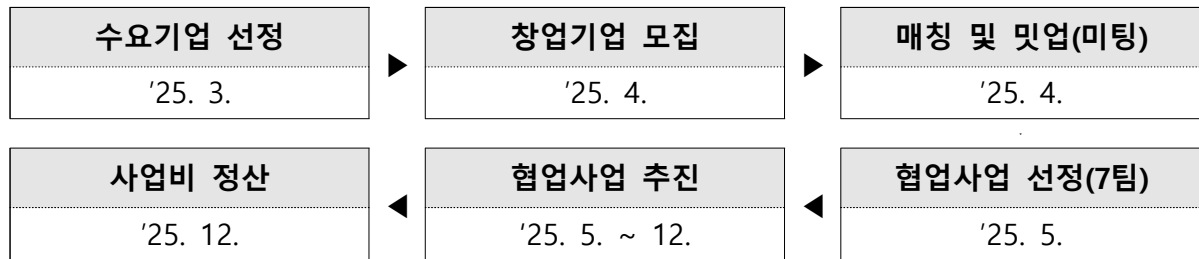 수요기업 선정 ▶ 창업기업 모집 ▶ 매칭 및 밋업(미팅)
'25. 3. '25. 4. '25. 4.
사업비 정산 ◀ 협업사업 추진 ◀ 협업사업 선정(7팀)
'25. 12. '25. 5. ~ 12. '25. 5.